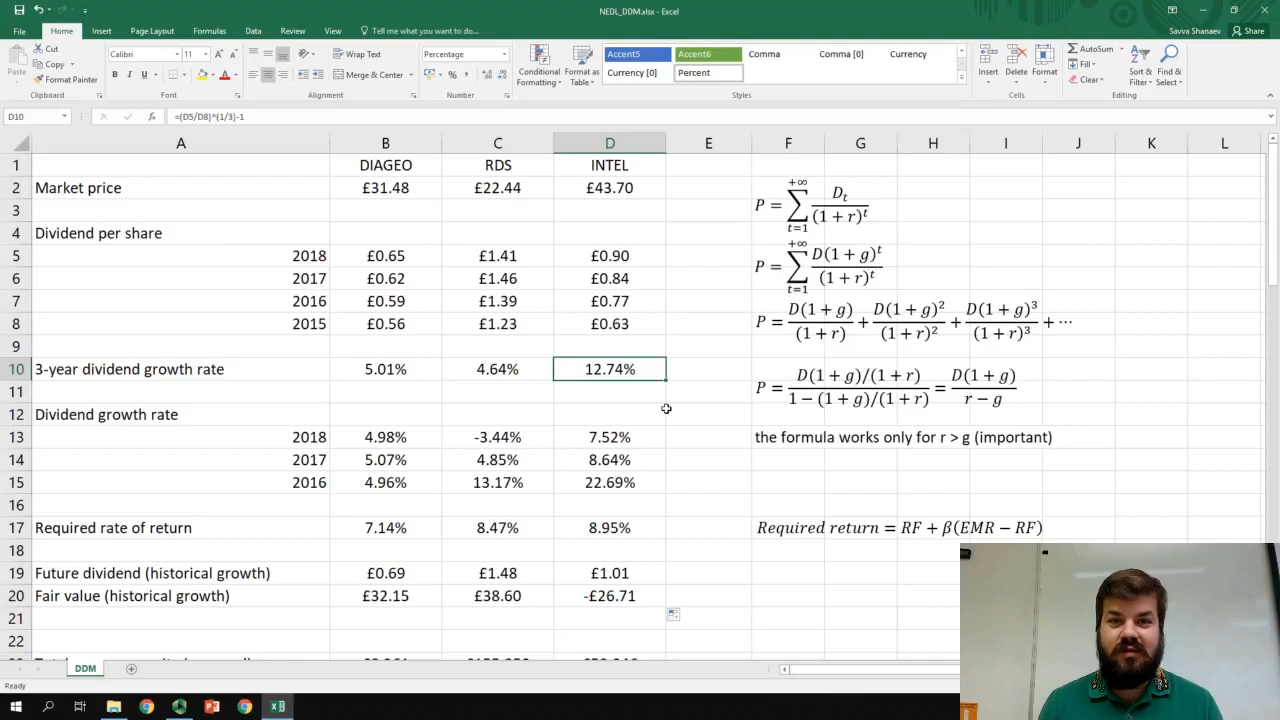 NEDL_DDM.xlsx - Excel
Savva Shanaev
Share
File Home Insert Page Layout Formulas Data Review View Tell me what you want to do...
Cut
Copy
Format Painter
Paste
Clipboard
Calibri 11
B I U
Font
Wrap Text
Merge & Center
Alignment
Percentage
Number
Conditional Formatting
Format as Table
Accent5 Accent6 Comma Comma [0] Currency
Currency [0] Percent
Styles
Insert Delete Format
Cells
AutoSum
Fill
Clear
Sort & Filter
Find & Select
Editing
D10 =(D5/D8)^(1/3)-1
A B C D E F G H I J K L
1 DIAGEO RDS INTEL
2 Market price £31.48 £22.44 £43.70
3
4 Dividend per share
5 2018 £0.65 £1.41 £0.90
6 2017 £0.62 £1.46 £0.84
7 2016 £0.59 £1.39 £0.77
8 2015 £0.56 £1.23 £0.63
9
10 3-year dividend growth rate 5.01% 4.64% 12.74%
11
12 Dividend growth rate
13 2018 4.98% -3.44% 7.52%
14 2017 5.07% 4.85% 8.64%
15 2016 4.96% 13.17% 22.69%
16
17 Required rate of return 7.14% 8.47% 8.95%
18
19 Future dividend (historical growth) £0.69 £1.48 £1.01
20 Fair value (historical growth) £32.15 £38.60 -£26.71
21
22
P = ∑_{t=1}^{+∞} D_t/(1 + r)^t
P = ∑_{t=1}^{+∞} D(1 + g)^t/(1 + r)^t
P = D(1 + g)/(1 + r) + D(1 + g)²/(1 + r)² + D(1 + g)³/(1 + r)³ + ⋯
P = D(1 + g)/(1 + r)/1 − (1 + g)/(1 + r) = D(1 + g)/r − g
the formula works only for r > g (important)
Required return = RF + β(EMR − RF)
DDM
Ready